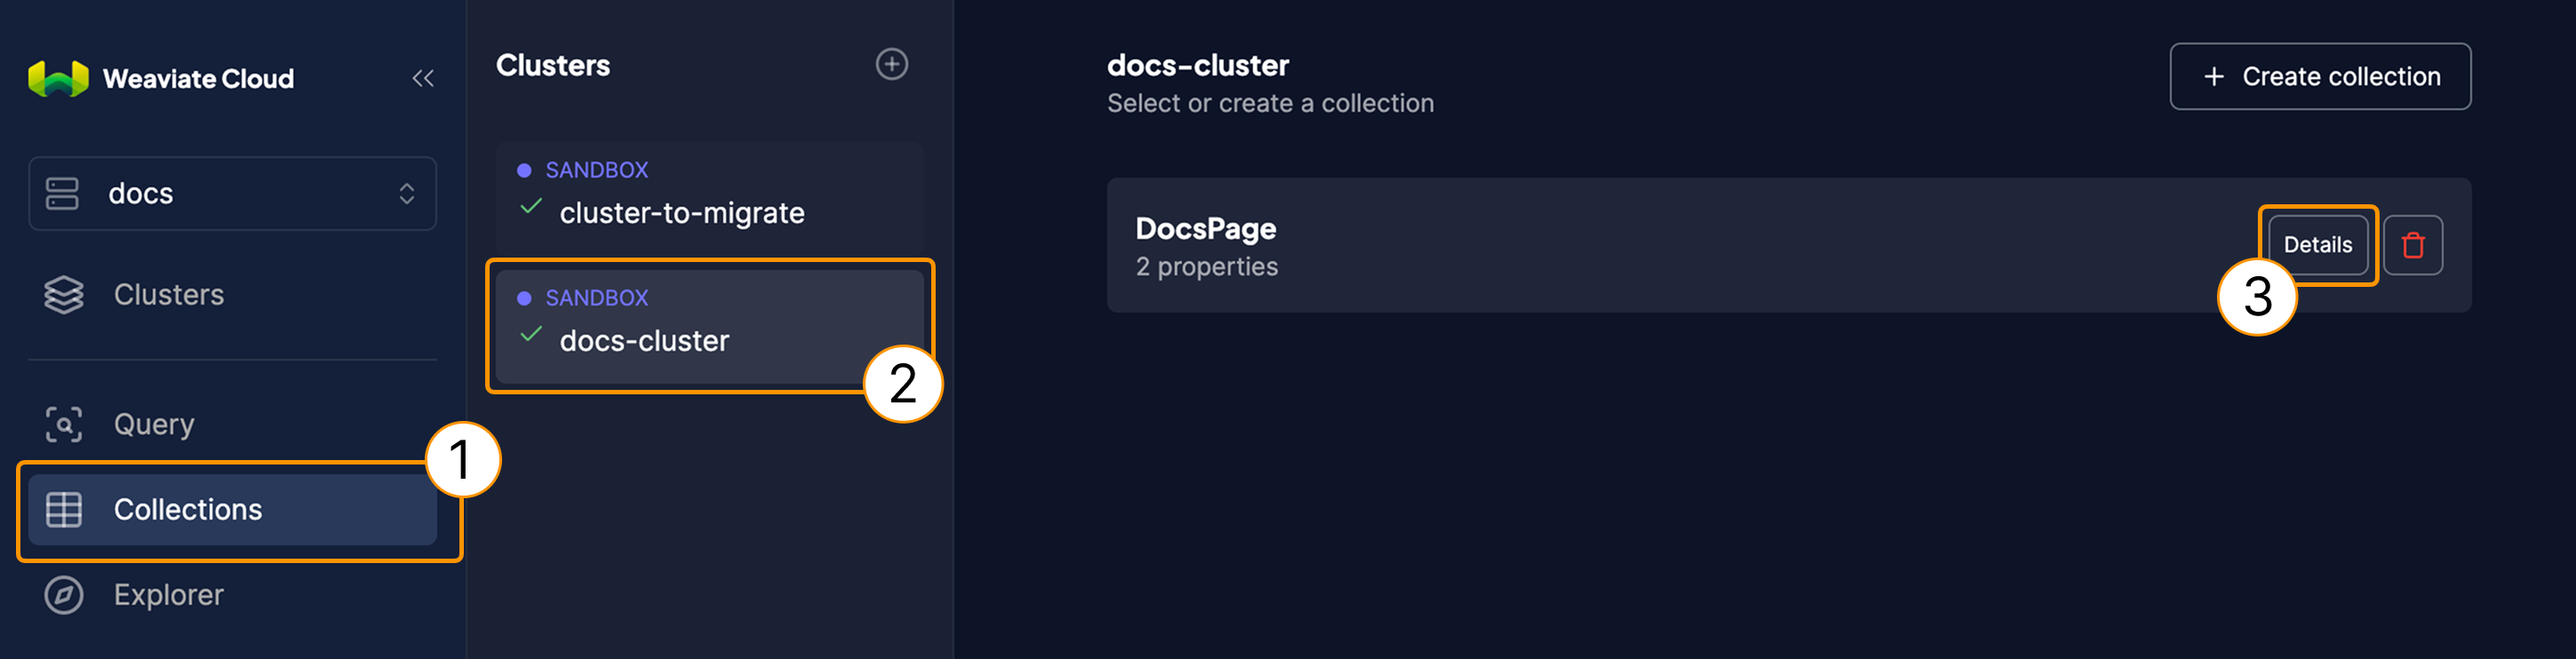 Weaviate Cloud
docs
Clusters
Query
1
Collections
Explorer
Clusters
SANDBOX
cluster-to-migrate
SANDBOX
docs-cluster
2
docs-cluster
Select or create a collection
+ Create collection
DocsPage
2 properties
Details
3